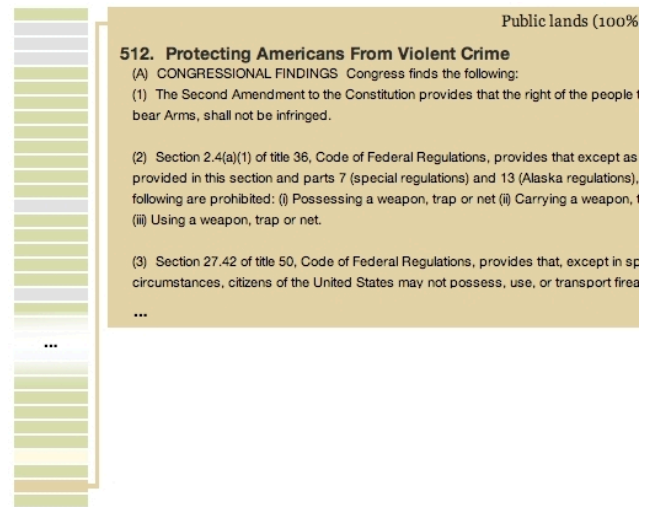 Public lands (100%
512. Protecting Americans From Violent Crime
(A) CONGRESSIONAL FINDINGS Congress finds the following:
(1) The Second Amendment to the Constitution provides that the right of the people
bear Arms, shall not be infringed.
(2) Section 2.4(a)(1) of title 36, Code of Federal Regulations, provides that except as
provided in this section and parts 7 (special regulations) and 13 (Alaska regulations),
following are prohibited: (i) Possessing a weapon, trap or net (ii) Carrying a weapon,
(iii) Using a weapon, trap or net.
(3) Section 27.42 of title 50, Code of Federal Regulations, provides that, except in sp
circumstances, citizens of the United States may not possess, use, or transport firea
...
...